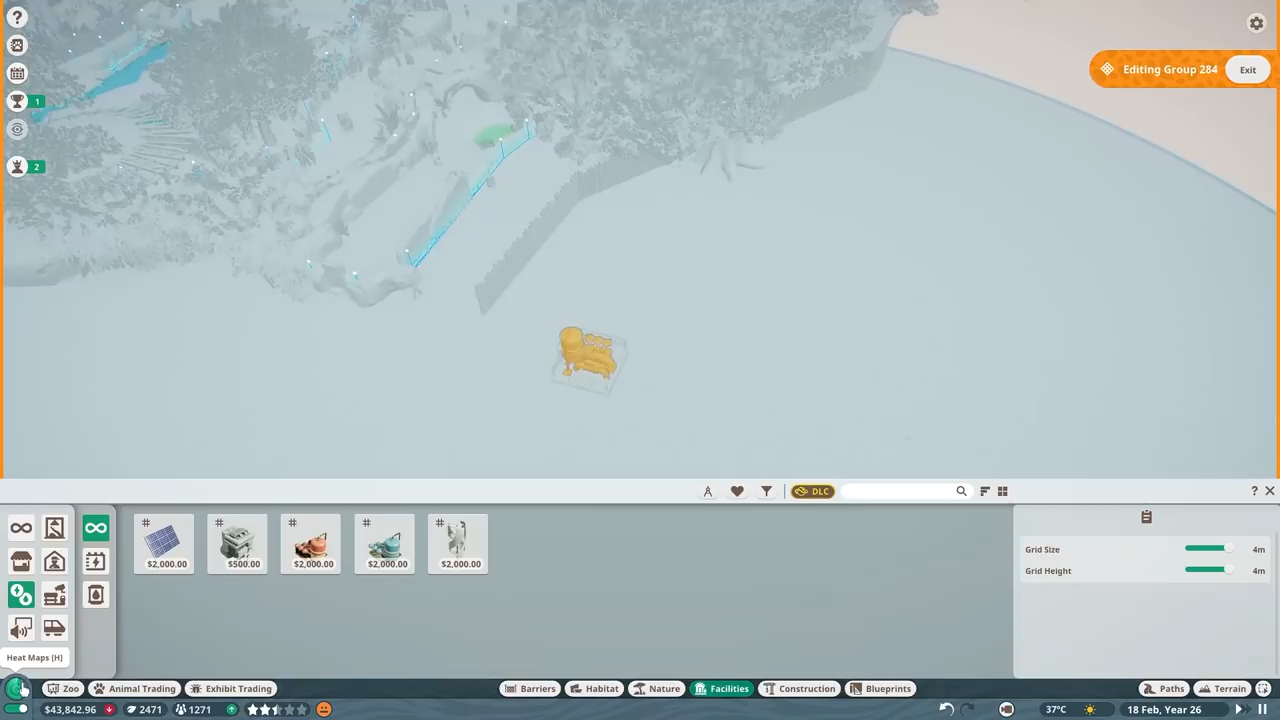 ?
Editing Group 284
Exit
1
2
DLC
?
$2,000.00
$500.00
$2,000.00
$2,000.00
$2,000.00
Grid Size
4m
Grid Height
4m
Heat Maps [H]
Zoo
Animal Trading
Exhibit Trading
Barriers
Habitat
Nature
Facilities
Construction
Blueprints
Paths
Terrain
$43,842.96
2471
1271
37°C
18 Feb, Year 26